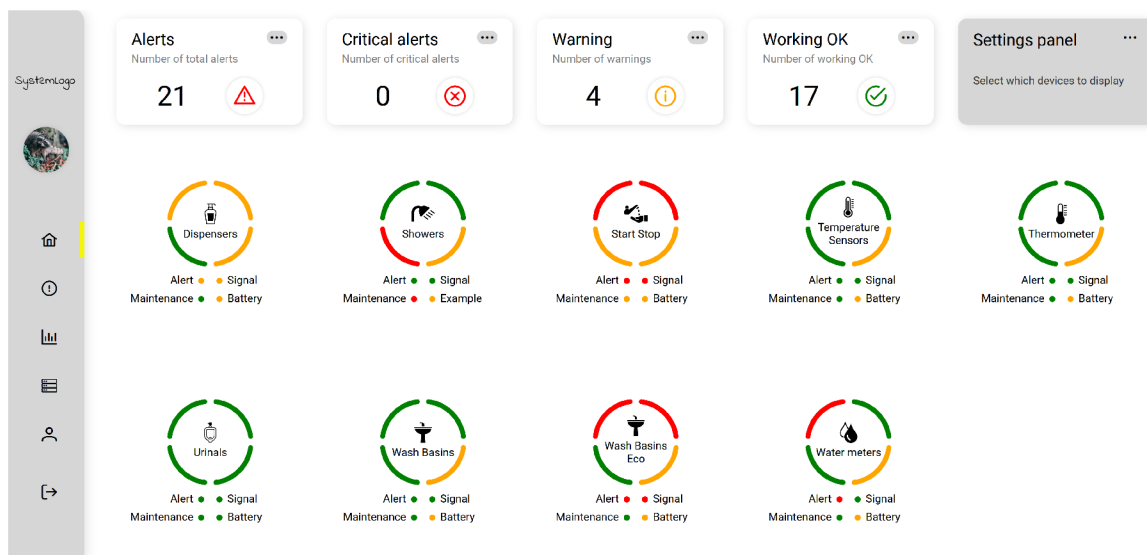 SystemLogo
Alerts
Number of total alerts
21
Critical alerts
Number of critical alerts
0
Warning
Number of warnings
4
Working OK
Number of working OK
17
Settings panel
Select which devices to display
Dispensers
Alert Signal
Maintenance Battery
Showers
Alert Signal
Maintenance Example
Start Stop
Alert Signal
Maintenance Battery
Temperature
Sensors
Alert Signal
Maintenance Battery
Thermometer
Alert Signal
Maintenance Battery
Urinals
Alert Signal
Maintenance Battery
Wash Basins
Alert Signal
Maintenance Battery
Wash Basins
Eco
Alert Signal
Maintenance Battery
Water meters
Alert Signal
Maintenance Battery